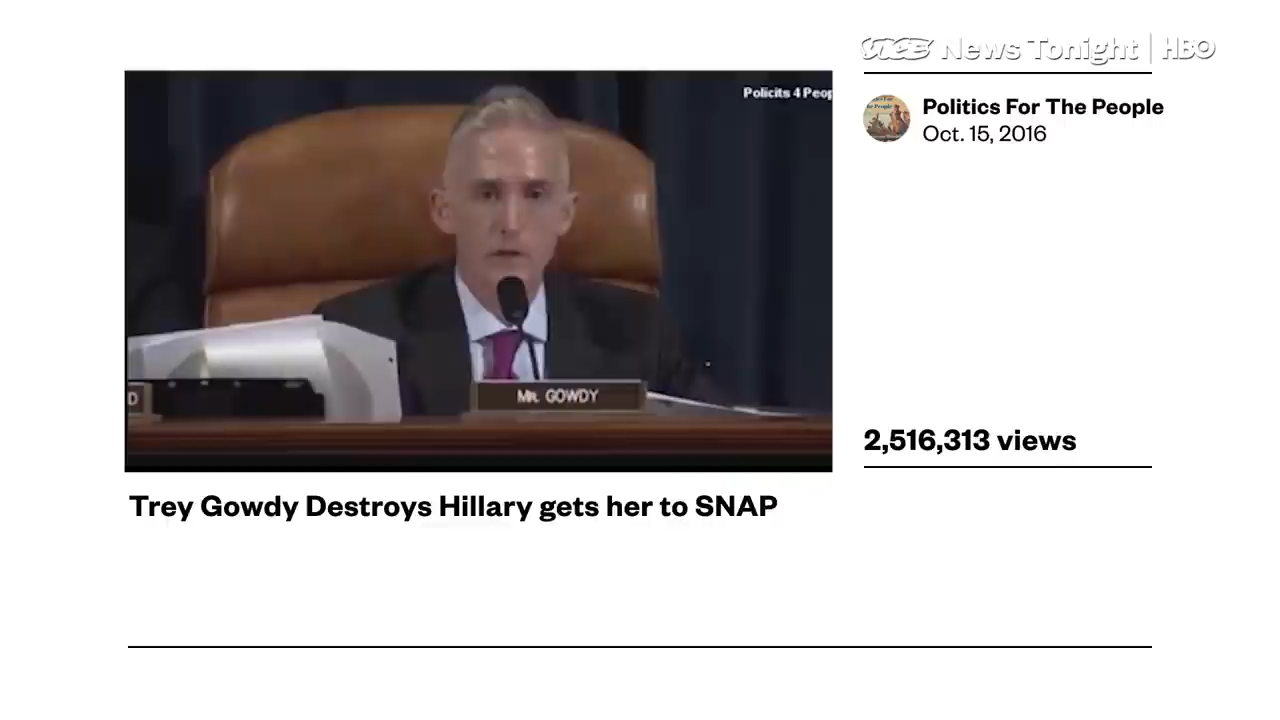 VICE News Tonight | HBO
Policits 4 Peop
Politics For The People
Oct. 15, 2016
D
MR. GOWDY
2,516,313 views
Trey Gowdy Destroys Hillary gets her to SNAP